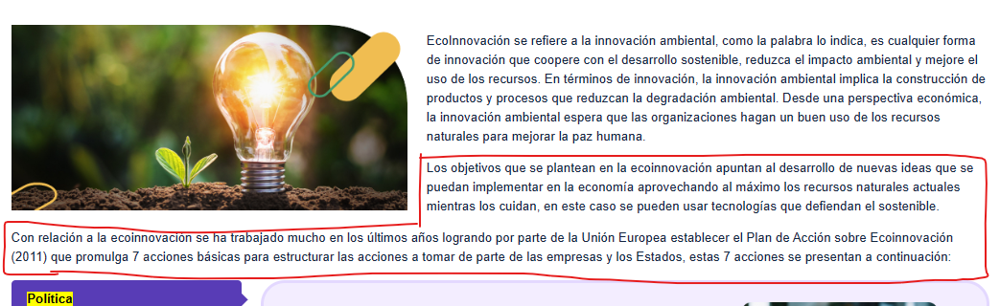 EcoInnovación se refiere a la innovación ambiental, como la palabra lo indica, es cualquier forma
de innovación que coopere con el desarrollo sostenible, reduzca el impacto ambiental y mejore el
uso de los recursos. En términos de innovación, la innovación ambiental implica la construcción de
productos y procesos que reduzcan la degradación ambiental. Desde una perspectiva económica,
la innovación ambiental espera que las organizaciones hagan un buen uso de los recursos
naturales para mejorar la paz humana.
Los objetivos que se plantean en la ecoinnovación apuntan al desarrollo de nuevas ideas que se
puedan implementar en la economía aprovechando al máximo los recursos naturales actuales
mientras los cuidan, en este caso se pueden usar tecnologías que defiendan el sostenible.
Con relación a la ecoinnovación se ha trabajado mucho en los últimos años logrando por parte de la Unión Europea establecer el Plan de Acción sobre Ecoinnovación
(2011) que promulga 7 acciones básicas para estructurar las acciones a tomar de parte de las empresas y los Estados, estas 7 acciones se presentan a continuación:
Política